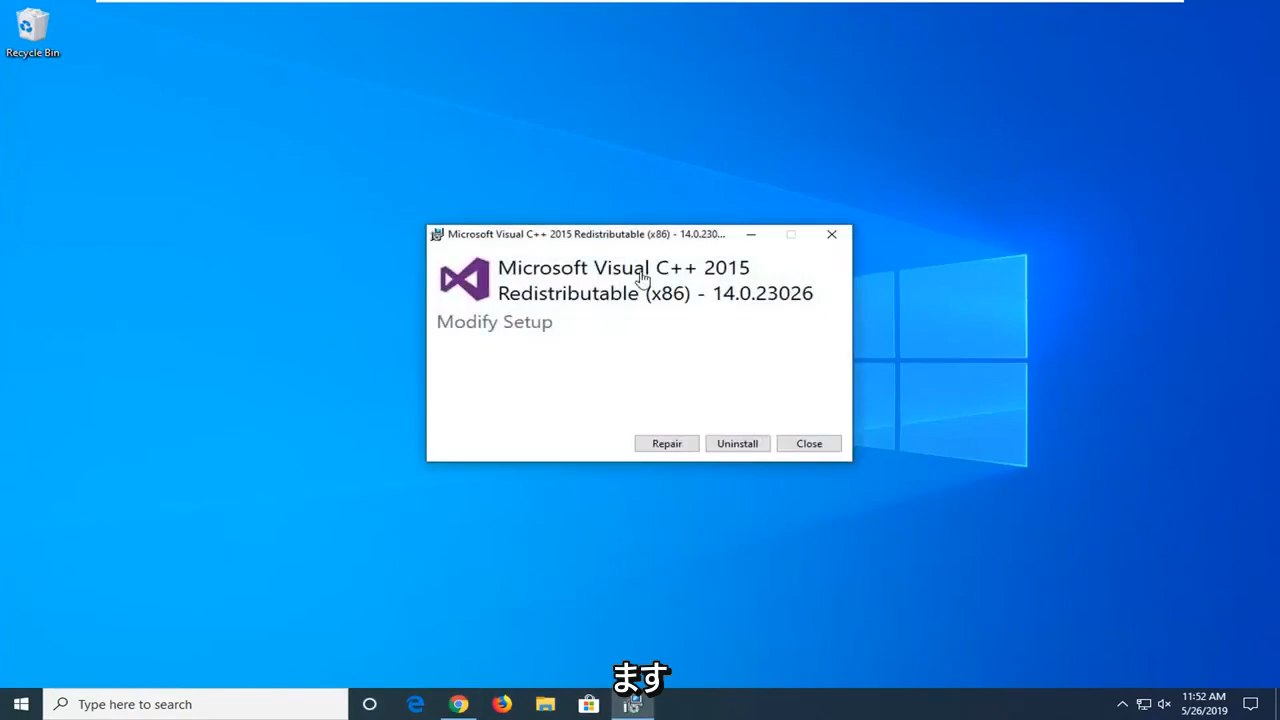 Recycle Bin
Microsoft Visual C++ 2015 Redistributable (x86) - 14.0.230...
Microsoft Visual C++ 2015
Redistributable (x86) - 14.0.23026
Modify Setup
Repair
Uninstall
Close
ます
Type here to search
11:52 AM
5/26/2019